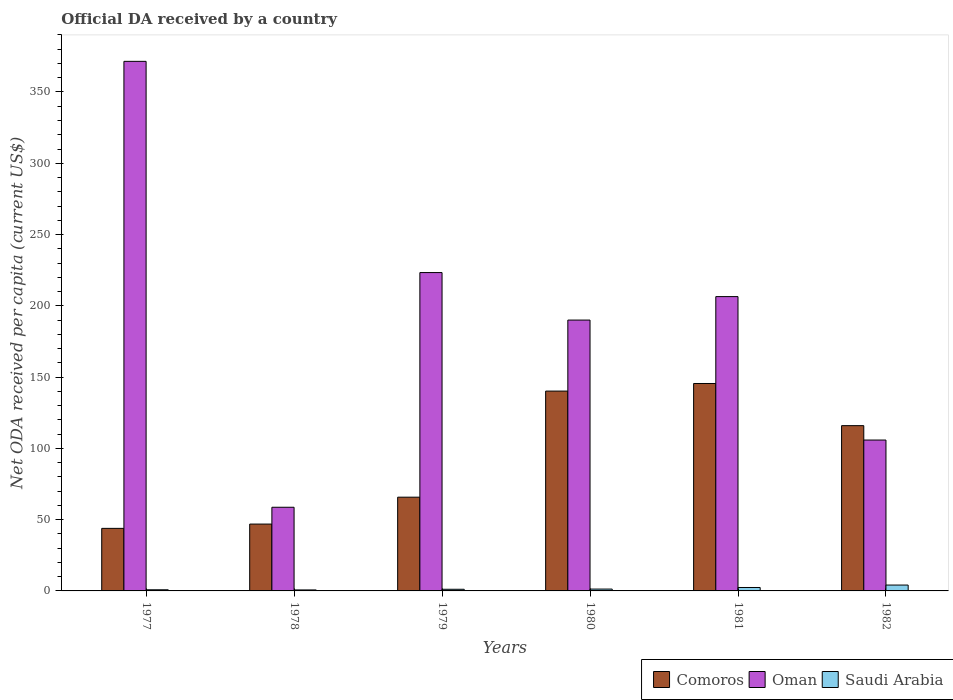 Official DA received by a country
Net ODA received per capita (current US$)
350
300
250
200
150
100
50
0
1977
1978
1979
1980
1981
1982
Years
Comoros
Oman
Saudi Arabia